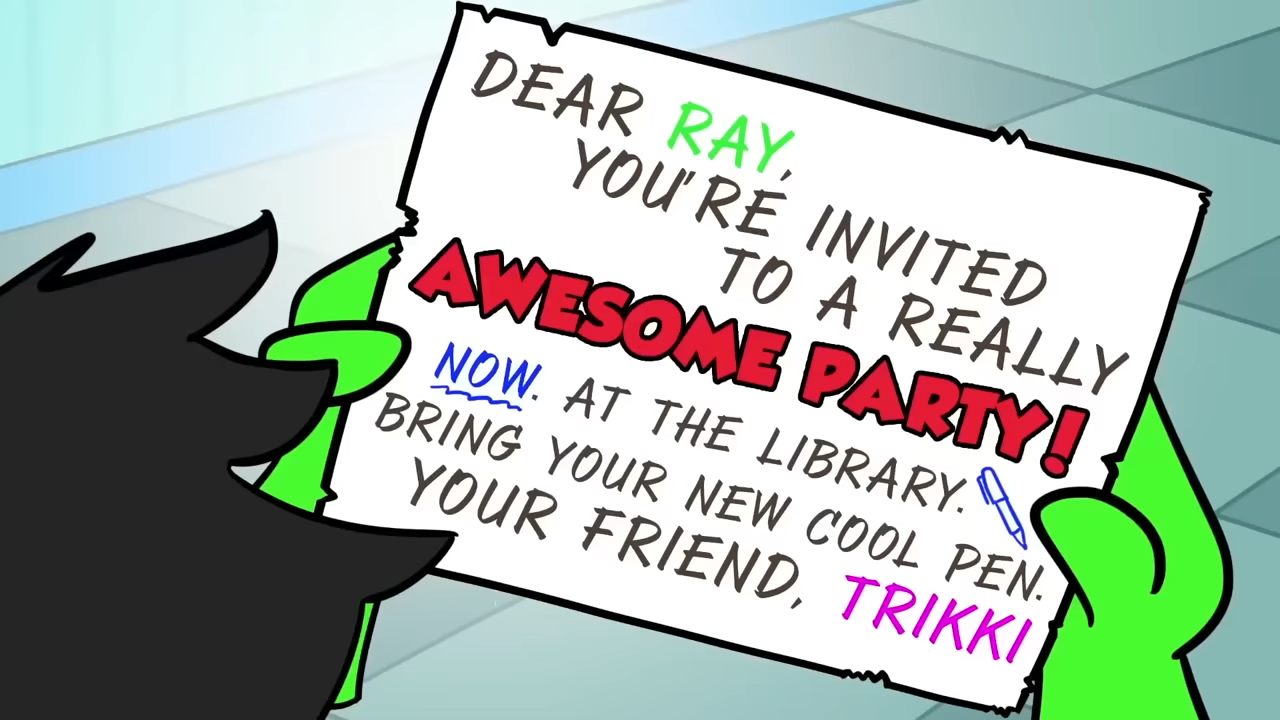 DEAR RAY,
YOU'RE INVITED
TO A REALLY
AWESOME PARTY!
NOW. AT THE LIBRARY.
BRING YOUR NEW COOL PEN.
YOUR FRIEND, TRIKKI